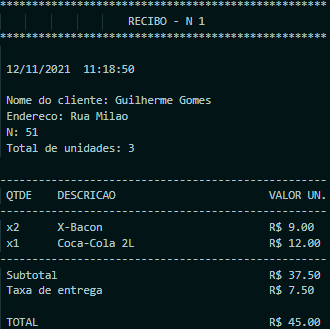 ***************************************************
RECIBO - N 1
***************************************************
12/11/2021  11:18:50
Nome do cliente: Guilherme Gomes
Endereco: Rua Milao
N: 51
Total de unidades: 3
---------------------------------------------------
QTDE    DESCRICAO                        VALOR UN.
---------------------------------------------------
x2      X-Bacon                          R$ 9.00
x1      Coca-Cola 2L                     R$ 12.00
---------------------------------------------------
Subtotal                                 R$ 37.50
Taxa de entrega                          R$ 7.50
TOTAL                                    R$ 45.00